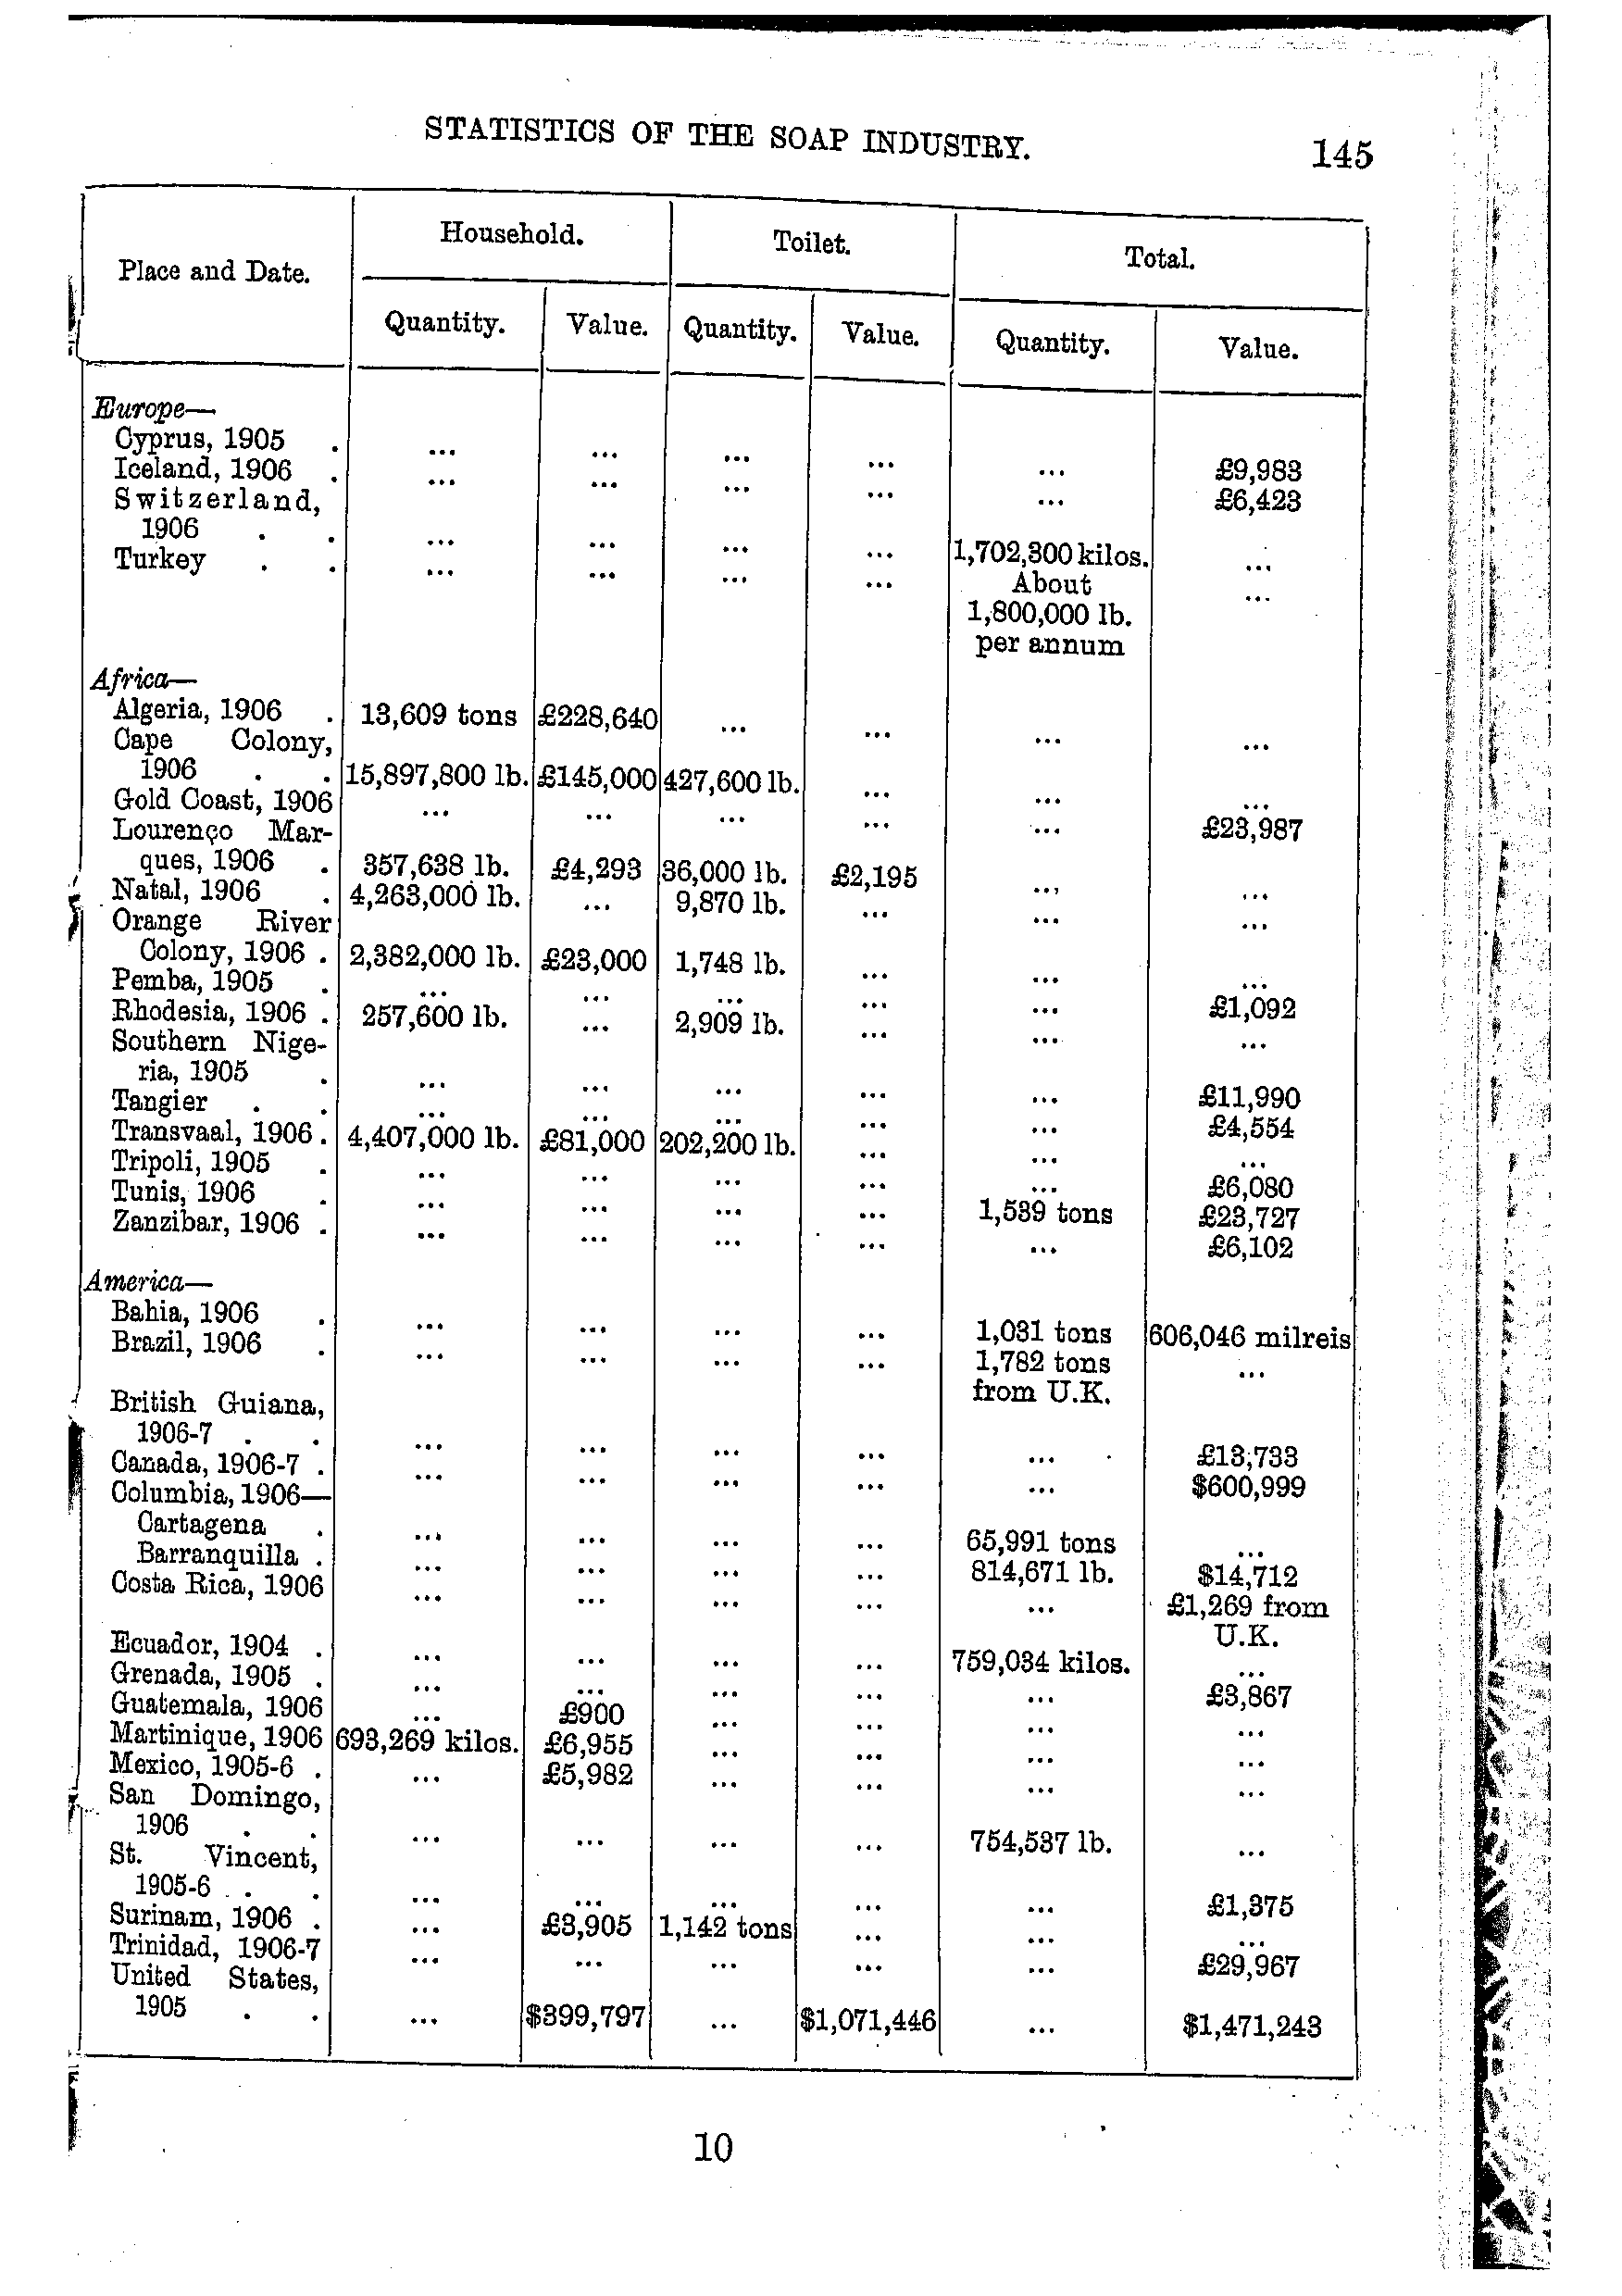 STATISTICS OF THE SOAP INDUSTRY. 145
Place and Date. Household. Toilet. Total.
Quantity. Value. Quantity. Value. Quantity. Value.
Europe—
Cyprus, 1905 . ... ... ... ... ... £9,983
Iceland, 1906 . ... ... ... ... ... £6,423
Switzerland,
1906 . . ... ... ... ... 1,702,300 kilos. ...
Turkey . . ... ... ... ... About ...
1,800,000 lb.
per annum
Africa—
Algeria, 1906 . 13,609 tons £228,640 ... ... ... ...
Cape Colony,
1906 . . 15,897,800 lb. £145,000 427,600 lb. ... ... ...
Gold Coast, 1906 ... ... ... ... ... £23,987
Lourenço Mar-
ques, 1906 . 357,638 lb. £4,293 36,000 lb. £2,195 ... ...
Natal, 1906 . 4,263,000 lb. ... 9,870 lb. ... ... ...
Orange River
Colony, 1906 . 2,382,000 lb. £23,000 1,748 lb. ... ... ...
Pemba, 1905 . ... ... ... ... ... £1,092
Rhodesia, 1906 . 257,600 lb. ... 2,909 lb. ... ... ...
Southern Nige-
ria, 1905 . ... ... ... ... ... £11,990
Tangier . . ... ... ... ... ... £4,554
Transvaal, 1906 . 4,407,000 lb. £81,000 202,200 lb. ... ... ...
Tripoli, 1905 . ... ... ... ... ... £6,080
Tunis, 1906 . ... ... ... ... 1,539 tons £23,727
Zanzibar, 1906 . ... ... ... ... ... £6,102
America—
Bahia, 1906 . ... ... ... ... 1,031 tons 606,046 milreis
Brazil, 1906 . ... ... ... ... 1,782 tons ...
from U.K.
British Guiana,
1906-7 . . ... ... ... ... ... £13,733
Canada, 1906-7 . ... ... ... ... ... $600,999
Columbia, 1906—
Cartagena . ... ... ... ... 65,991 tons ...
Barranquilla . ... ... ... ... 814,671 lb. $14,712
Costa Rica, 1906 ... ... ... ... ... £1,269 from
U.K.
Ecuador, 1904 . ... ... ... ... 759,034 kilos. ...
Grenada, 1905 . ... ... ... ... ... £3,867
Guatemala, 1906 ... £900 ... ... ... ...
Martinique, 1906 693,269 kilos. £6,955 ... ... ... ...
Mexico, 1905-6 . ... £5,982 ... ... ... ...
San Domingo,
1906 . . ... ... ... ... 754,537 lb. ...
St. Vincent,
1905-6 . . ... ... ... ... ... £1,375
Surinam, 1906 . ... £3,905 1,142 tons ... ... ...
Trinidad, 1906-7 ... ... ... ... ... £29,967
United States,
1905 . . ... $399,797 ... $1,071,446 ... $1,471,243
10